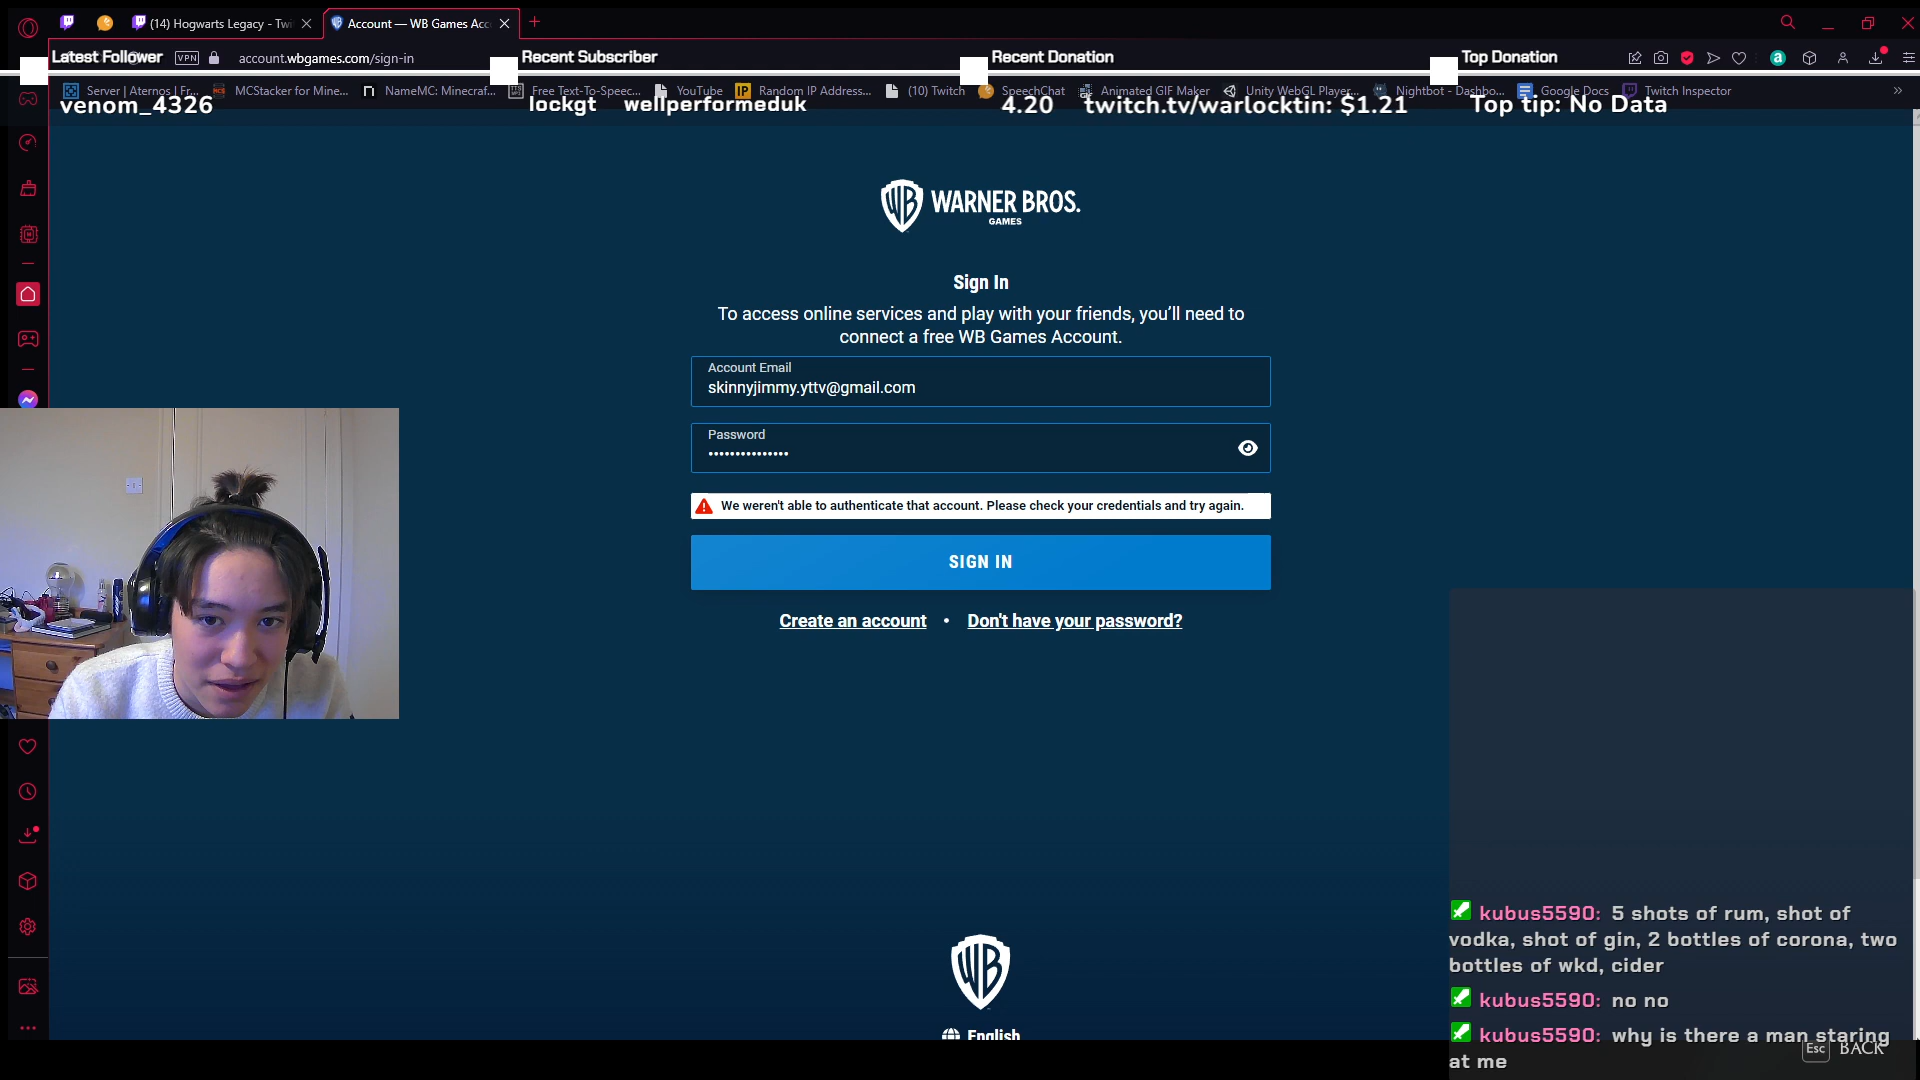 (14) Hogwarts Legacy - Twi
Account — WB Games Acc
Latest Follower
VPN
account.wbgames.com/sign-in
Recent Subscriber
Recent Donation
Top Donation
Server | Aternos | Fr...
MCStacker for Mine...
NameMC: Minecraf...
Free Text-To-Speec...
YouTube
Random IP Address...
(10) Twitch
SpeechChat
Animated GIF Maker
Unity WebGL Player...
Nightbot - Dashbo...
Google Docs
Twitch Inspector
venom_4326
lockgt wellperformeduk
4.20 twitch.tv/warlocktin: $1.21
Top tip: No Data
WB WARNER BROS.
GAMES
Sign In
To access online services and play with your friends, you’ll need to
connect a free WB Games Account.
Account Email
skinnyjimmy.yttv@gmail.com
Password
We weren't able to authenticate that account. Please check your credentials and try again.
SIGN IN
Create an account • Don't have your password?
kubus5590: 5 shots of rum, shot of
vodka, shot of gin, 2 bottles of corona, two
bottles of wkd, cider
kubus5590: no no
kubus5590: why is there a man staring
at me
Esc BACK
WB
English